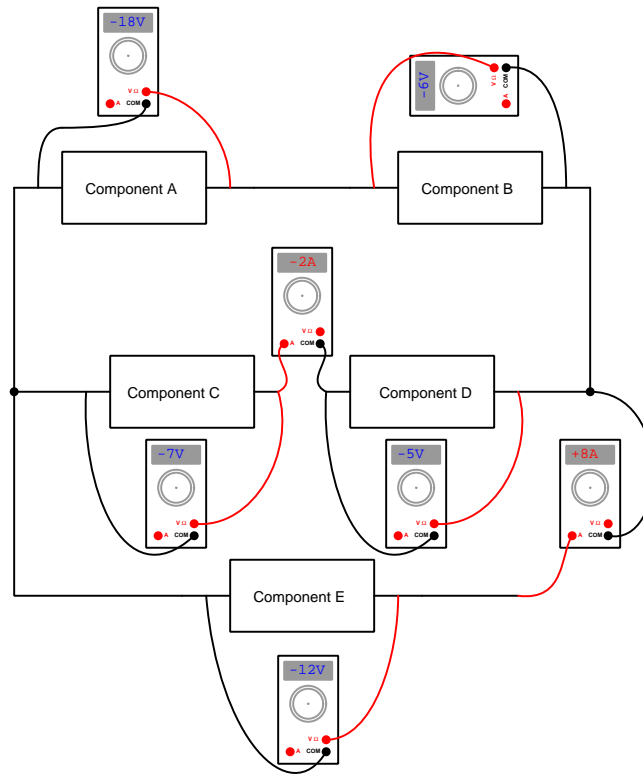 -18V
V Ω
A COM
-6V
V Ω
COM
A
Component A
Component B
-2A
V Ω
A COM
Component C
Component D
-7V
V Ω
A COM
-5V
V Ω
A COM
+8A
V Ω
A COM
Component E
-12V
V Ω
A COM